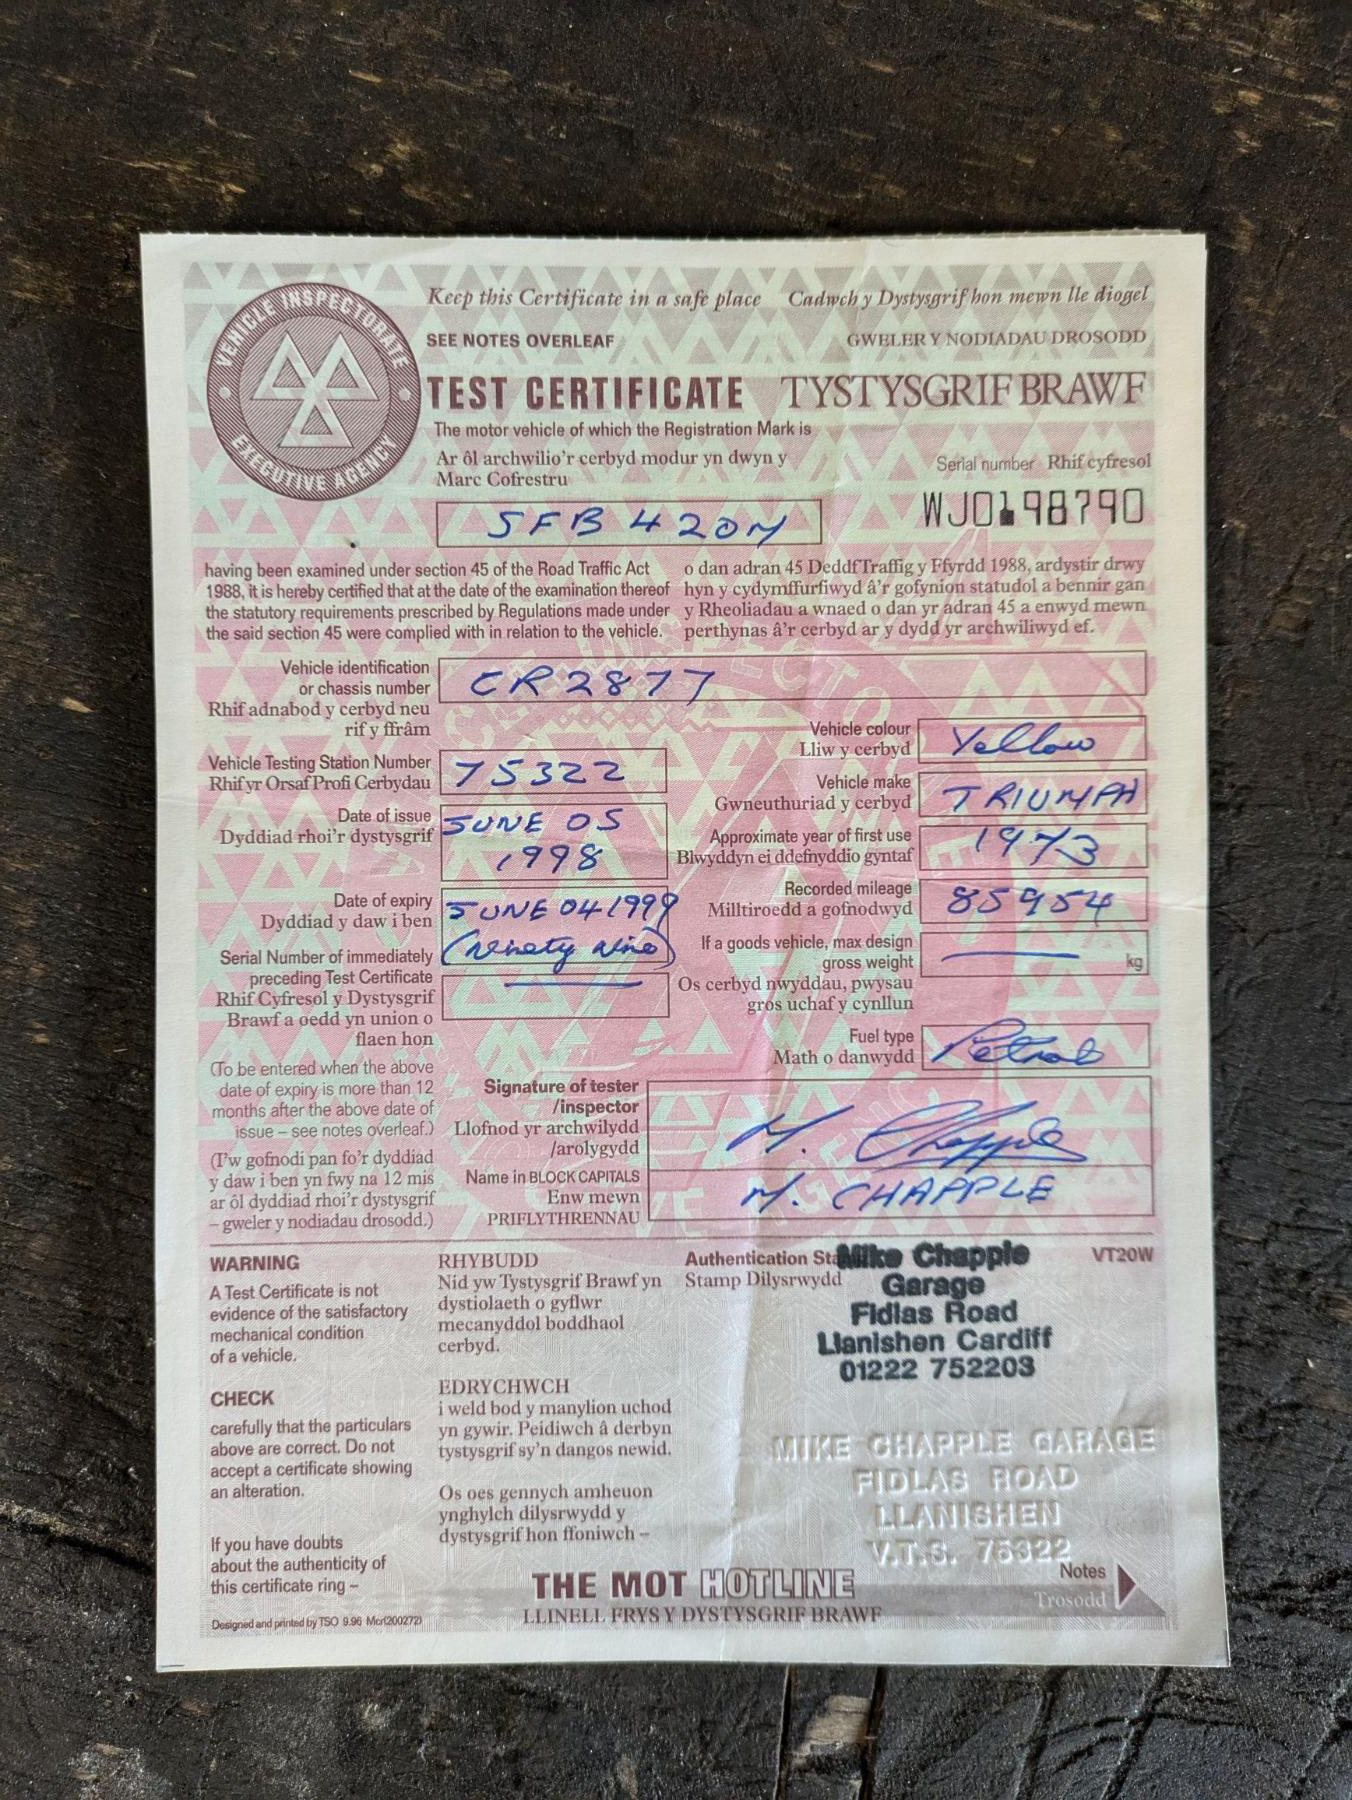 VEHICLE INSPECTORATE
EXECUTIVE AGENCY
Keep this Certificate in a safe place Cadwch y Dystysgrif hon mewn lle diogel
SEE NOTES OVERLEAF GWELER Y NODIADAU DROSODD
TEST CERTIFICATE TYSTYSGRIF BRAWF
The motor vehicle of which the Registration Mark is
Ar ôl archwilio'r cerbyd modur yn dwyn y
Marc Cofrestru
Serial number Rhif cyfresol
WJ0198790
SFB 420M
having been examined under section 45 of the Road Traffic Act
1988, it is hereby certified that at the date of the examination thereof
the statutory requirements prescribed by Regulations made under
the said section 45 were complied with in relation to the vehicle.
o dan adran 45 Deddf Traffig y Ffyrdd 1988, ardystir drwy
hyn y cydymffurfiwyd â'r gofynion statudol a bennir gan
y Rheoliadau a wnaed o dan yr adran 45 a enwyd mewn
perthynas â'r cerbyd ar y dydd yr archwiliwyd ef.
Vehicle identification
or chassis number
Rhif adnabod y cerbyd neu
rif y ffrâm
CR2877
Vehicle colour
Lliw y cerbyd
Yellow
Vehicle Testing Station Number
Rhif yr Orsaf Profi Cerbydau
75322
Vehicle make
Gwneuthuriad y cerbyd
TRIUMPH
Date of issue
Dyddiad rhoi'r dystysgrif
JUNE 05
1998
Approximate year of first use
Blwyddyn ei ddefnyddio gyntaf
1973
Date of expiry
Dyddiad y daw i ben
JUNE 04 1999
(Ninety Nine)
Recorded mileage
Milltiroedd a gofnodwyd
85954
Serial Number of immediately
preceding Test Certificate
Rhif Cyfresol y Dystysgrif
Brawf a oedd yn union o
flaen hon
If a goods vehicle, max design
gross weight
Os cerbyd nwyddau, pwysau
gros uchaf y cynllun
kg
Fuel type
Math o danwydd
Petrol
(To be entered when the above
date of expiry is more than 12
months after the above date of
issue – see notes overleaf.)
(I'w gofnodi pan fo'r dyddiad
y daw i ben yn fwy na 12 mis
ar ôl dyddiad rhoi'r dystysgrif
– gweler y nodiadau drosodd.)
Signature of tester
/inspector
Llofnod yr archwilydd
/arolygydd
M. Chapple
Name in BLOCK CAPITALS
Enw mewn
PRIFLYTHRENNAU
M. CHAPPLE
WARNING
A Test Certificate is not
evidence of the satisfactory
mechanical condition
of a vehicle.
CHECK
carefully that the particulars
above are correct. Do not
accept a certificate showing
an alteration.
If you have doubts
about the authenticity of
this certificate ring –
RHYBUDD
Nid yw Tystysgrif Brawf yn
dystiolaeth o gyflwr
mecanyddol boddhaol
cerbyd.
EDRYCHWCH
i weld bod y manylion uchod
yn gywir. Peidiwch â derbyn
tystysgrif sy'n dangos newid.
Os oes gennych amheuon
ynghylch dilysrwydd y
dystysgrif hon ffoniwch –
Authentication Sta
Stamp Dilysrwydd
VT20W
Mike Chapple
Garage
Fidlas Road
Llanishen Cardiff
01222 752203
MIKE CHAPPLE GARAGE
FIDLAS ROAD
LLANISHEN
V.T.S. 75322
THE MOT HOTLINE
LLINELL FRYS Y DYSTYSGRIF BRAWF
Notes
Trosodd
Designed and printed by TSO 9.96 Mcr(200272)